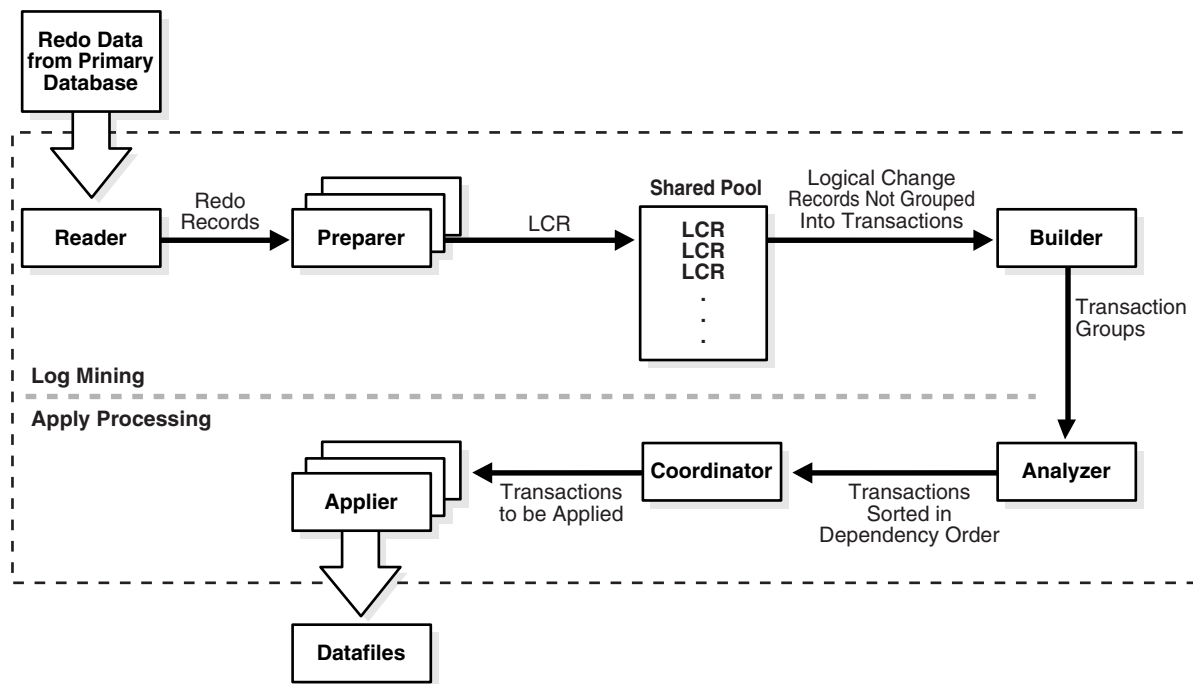 Redo Data
from Primary
Database
Reader
Redo
Records
Preparer
LCR
Shared Pool
LCR
LCR
LCR
.
.
.
Logical Change
Records Not Grouped
Into Transactions
Builder
Transaction
Groups
Log Mining
Apply Processing
Analyzer
Transactions
Sorted in
Dependency Order
Coordinator
Transactions
to be Applied
Applier
Datafiles